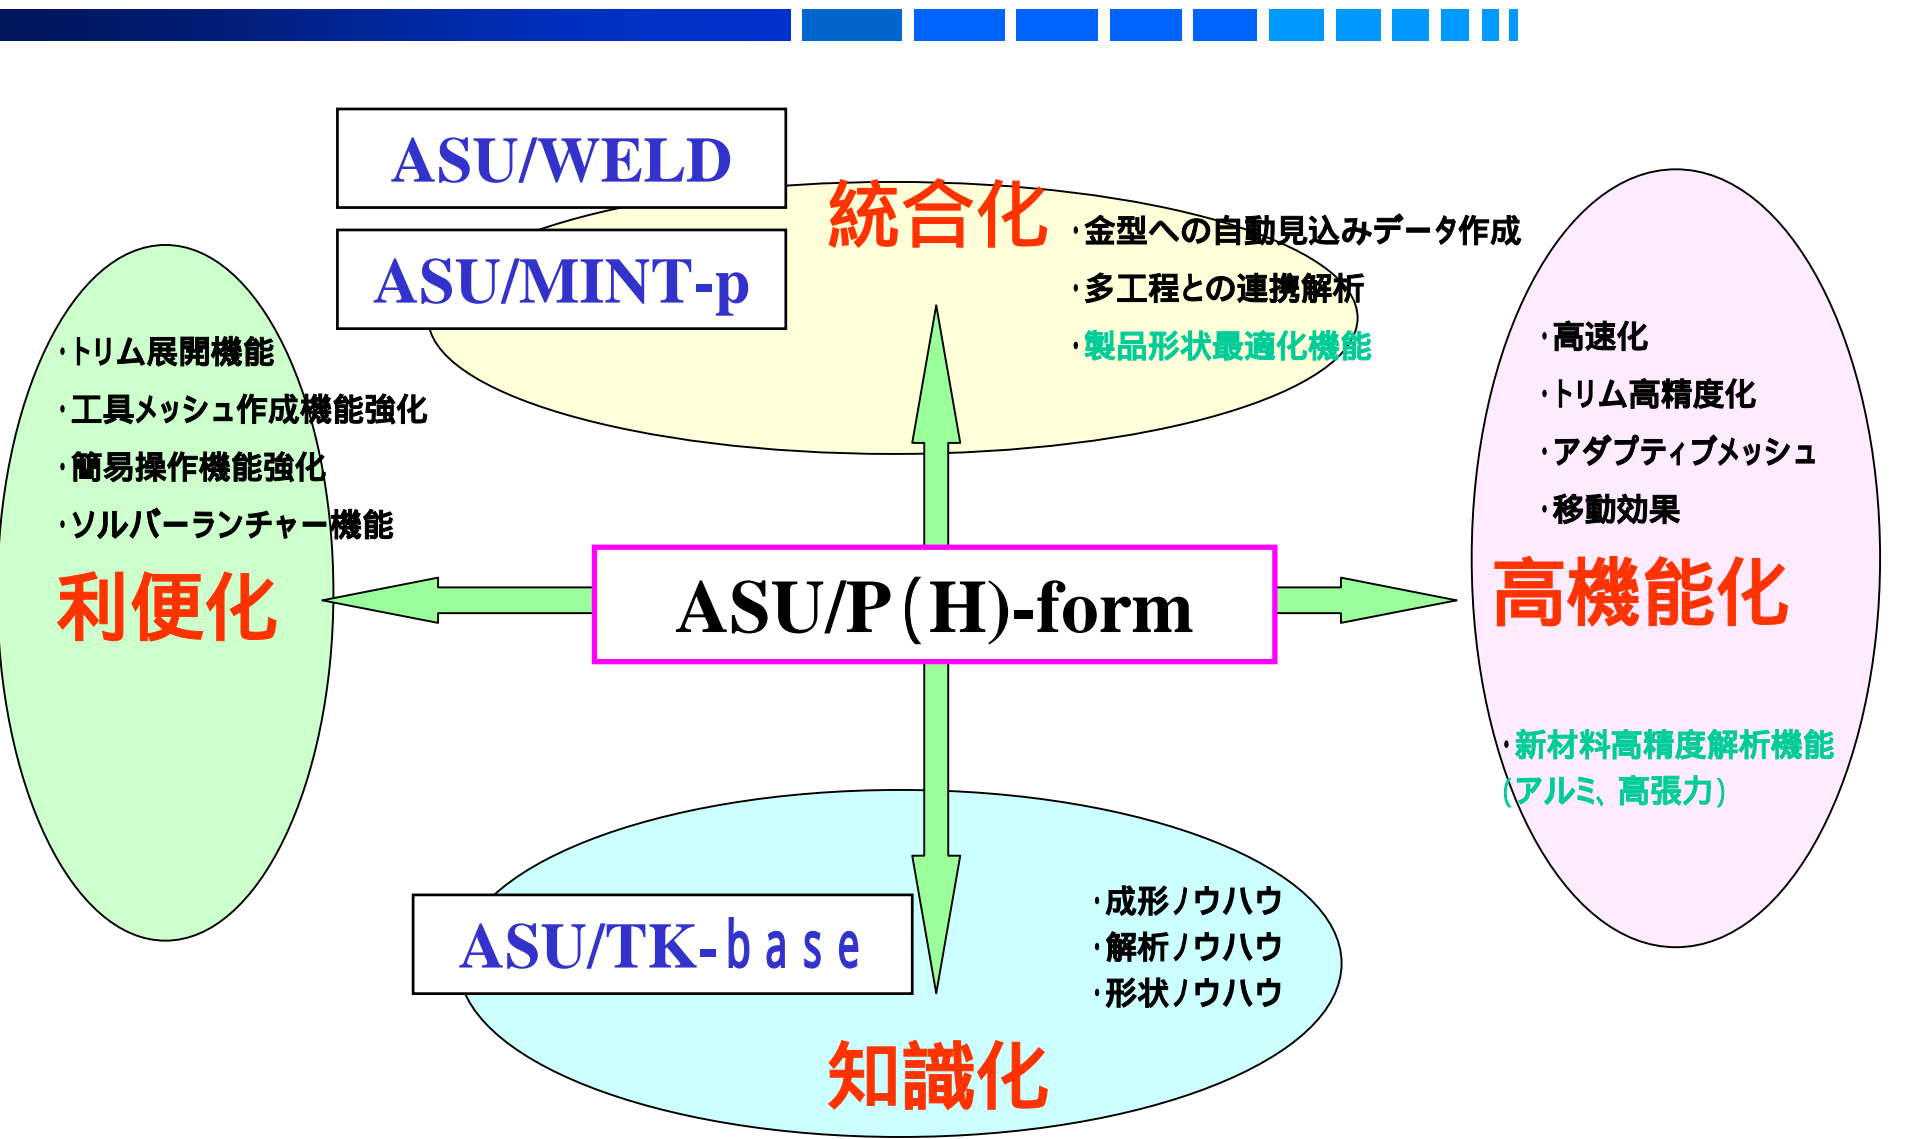 ASU/WELD
ASU/MINT-p
統合化
・金型への自動見込みデータ作成
・多工程との連携解析
・製品形状最適化機能
・トリム展開機能
・工具メッシュ作成機能強化
・簡易操作機能強化
・ソルバーランチャー機能
利便化
ASU/P(H)-form
・高速化
・トリム高精度化
・アダプティブメッシュ
・移動効果
高機能化
・新材料高精度解析機能
(アルミ、高張力)
ASU/TK-base
・成形ノウハウ
・解析ノウハウ
・形状ノウハウ
知識化